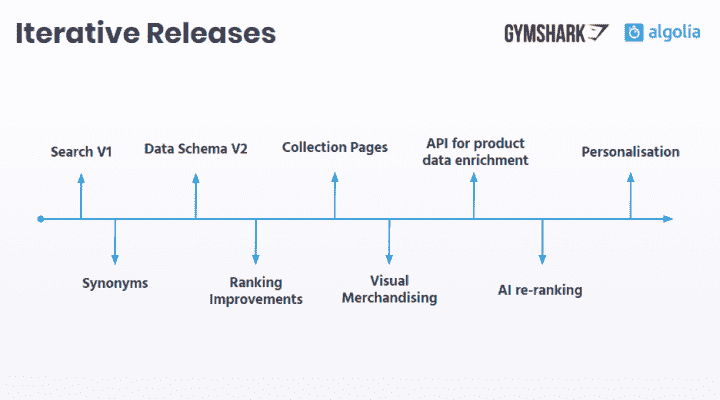 Iterative Releases
GYMSHARK
algolia
Search V1
Data Schema V2
Collection Pages
API for product
data enrichment
Personalisation
Synonyms
Ranking
Improvements
Visual
Merchandising
AI re-ranking